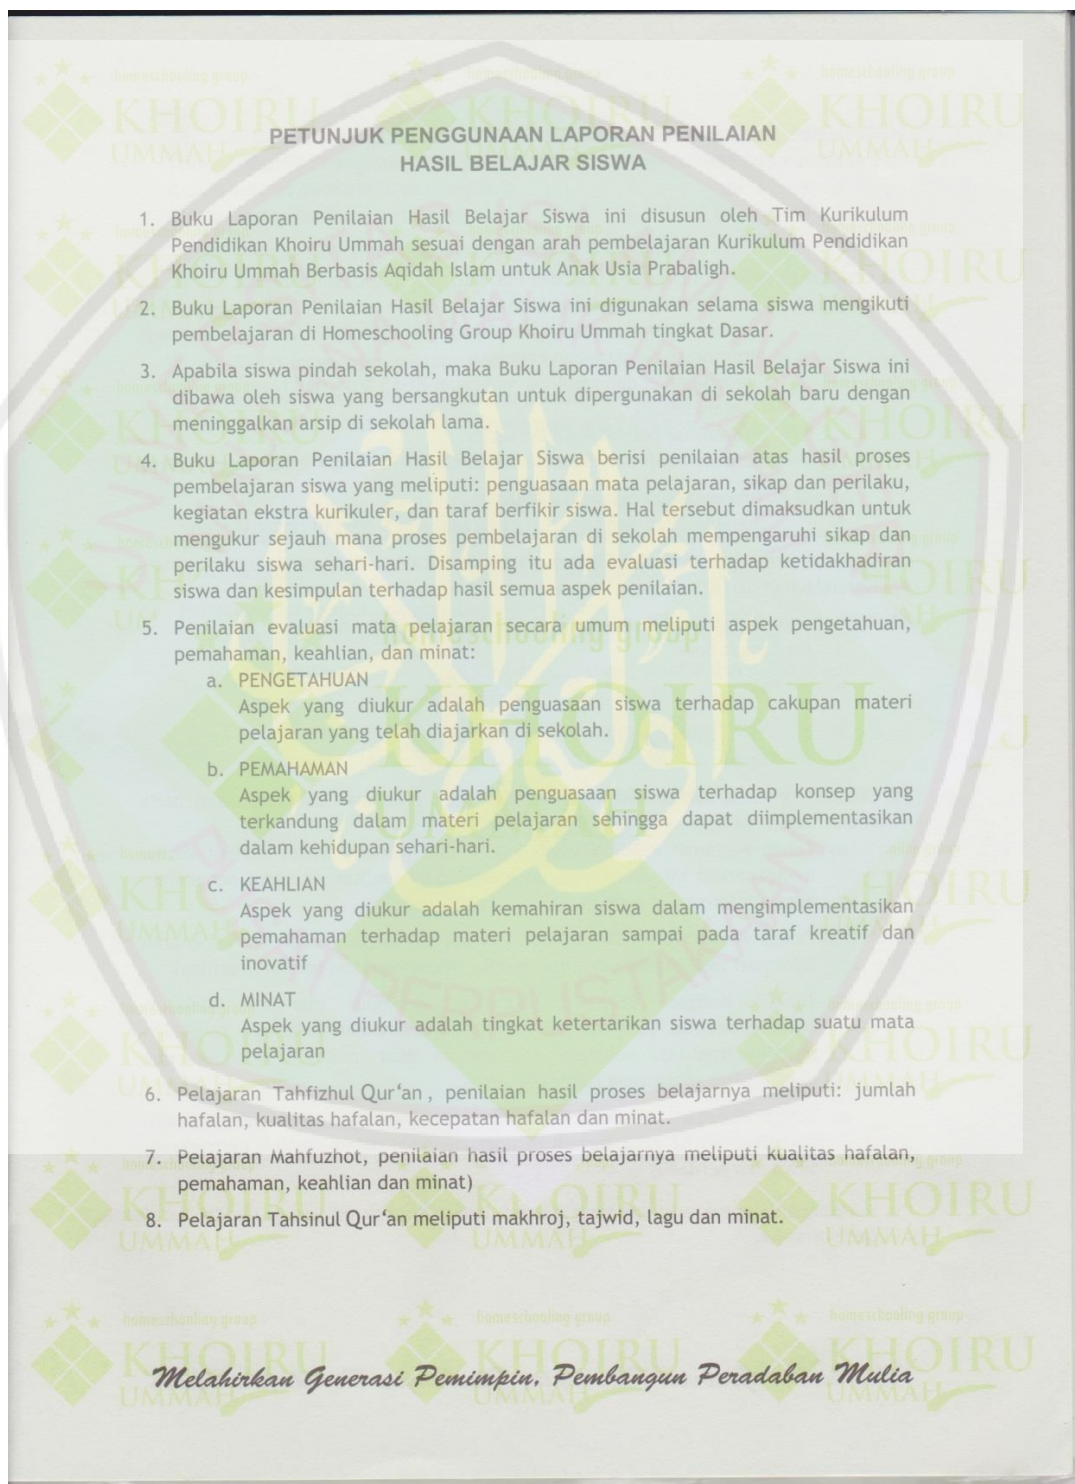 PETUNJUK PENGGUNAAN LAPORAN PENILAIAN
HASIL BELAJAR SISWA
1. Buku Laporan Penilaian Hasil Belajar Siswa ini disusun oleh Tim Kurikulum
Pendidikan Khoiru Ummah sesuai dengan arah pembelajaran Kurikulum Pendidikan
Khoiru Ummah Berbasis Aqidah Islam untuk Anak Usia Prabaligh.
2. Buku Laporan Penilaian Hasil Belajar Siswa ini digunakan selama siswa mengikuti
pembelajaran di Homeschooling Group Khoiru Ummah tingkat Dasar.
3. Apabila siswa pindah sekolah, maka Buku Laporan Penilaian Hasil Belajar Siswa ini
dibawa oleh siswa yang bersangkutan untuk dipergunakan di sekolah baru dengan
meninggalkan arsip di sekolah lama.
4. Buku Laporan Penilaian Hasil Belajar Siswa berisi penilaian atas hasil proses
pembelajaran siswa yang meliputi: penguasaan mata pelajaran, sikap dan perilaku,
kegiatan ekstra kurikuler, dan taraf berfikir siswa. Hal tersebut dimaksudkan untuk
mengukur sejauh mana proses pembelajaran di sekolah mempengaruhi sikap dan
perilaku siswa sehari-hari. Disamping itu ada evaluasi terhadap ketidakhadiran
siswa dan kesimpulan terhadap hasil semua aspek penilaian.
5. Penilaian evaluasi mata pelajaran secara umum meliputi aspek pengetahuan,
pemahaman, keahlian, dan minat:
a. PENGETAHUAN
Aspek yang diukur adalah penguasaan siswa terhadap cakupan materi
pelajaran yang telah diajarkan di sekolah.
b. PEMAHAMAN
Aspek yang diukur adalah penguasaan siswa terhadap konsep yang
terkandung dalam materi pelajaran sehingga dapat diimplementasikan
dalam kehidupan sehari-hari.
c. KEAHLIAN
Aspek yang diukur adalah kemahiran siswa dalam mengimplementasikan
pemahaman terhadap materi pelajaran sampai pada taraf kreatif dan
inovatif
d. MINAT
Aspek yang diukur adalah tingkat ketertarikan siswa terhadap suatu mata
pelajaran
6. Pelajaran Tahfizhul Qur‘an , penilaian hasil proses belajarnya meliputi: jumlah
hafalan, kualitas hafalan, kecepatan hafalan dan minat.
7. Pelajaran Mahfuzhot, penilaian hasil proses belajarnya meliputi kualitas hafalan,
pemahaman, keahlian dan minat)
8. Pelajaran Tahsinul Qur‘an meliputi makhroj, tajwid, lagu dan minat.
homeschooling group
KHOIRU
UMMAH
Melahirkan Generasi Pemimpin, Pembangun Peradaban Mulia